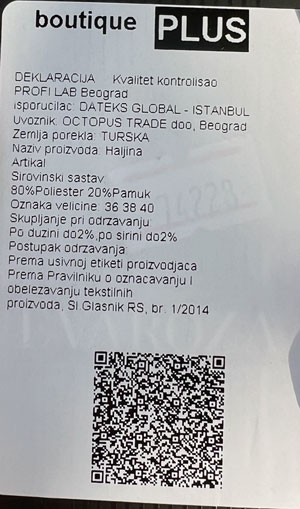 boutique PLUS
DEKLARACIJA Kvalitet kontrolisao
PROFI LAB Beograd
isporucilac: DATEKS GLOBAL - ISTANBUL
Uvoznik: OCTOPUS TRADE doo, Beograd
Zemlja porekla: TURSKA
Naziv proizvoda: Haljina
Artikal
Sirovinski sastav:
80%Poliester 20%Pamuk
Oznaka velicine: 36 38 40
Skupljanje pri odrzavanju:
Po duzini do2%,po sirini do2%
Postupak odrzavanja:
Prema usivnoj etiketi proizvodjaca
Prema Pravilniku o oznacavanju I
obelezavanju tekstilnih
proizvoda, Sl Glasnik RS, br. 1/2014